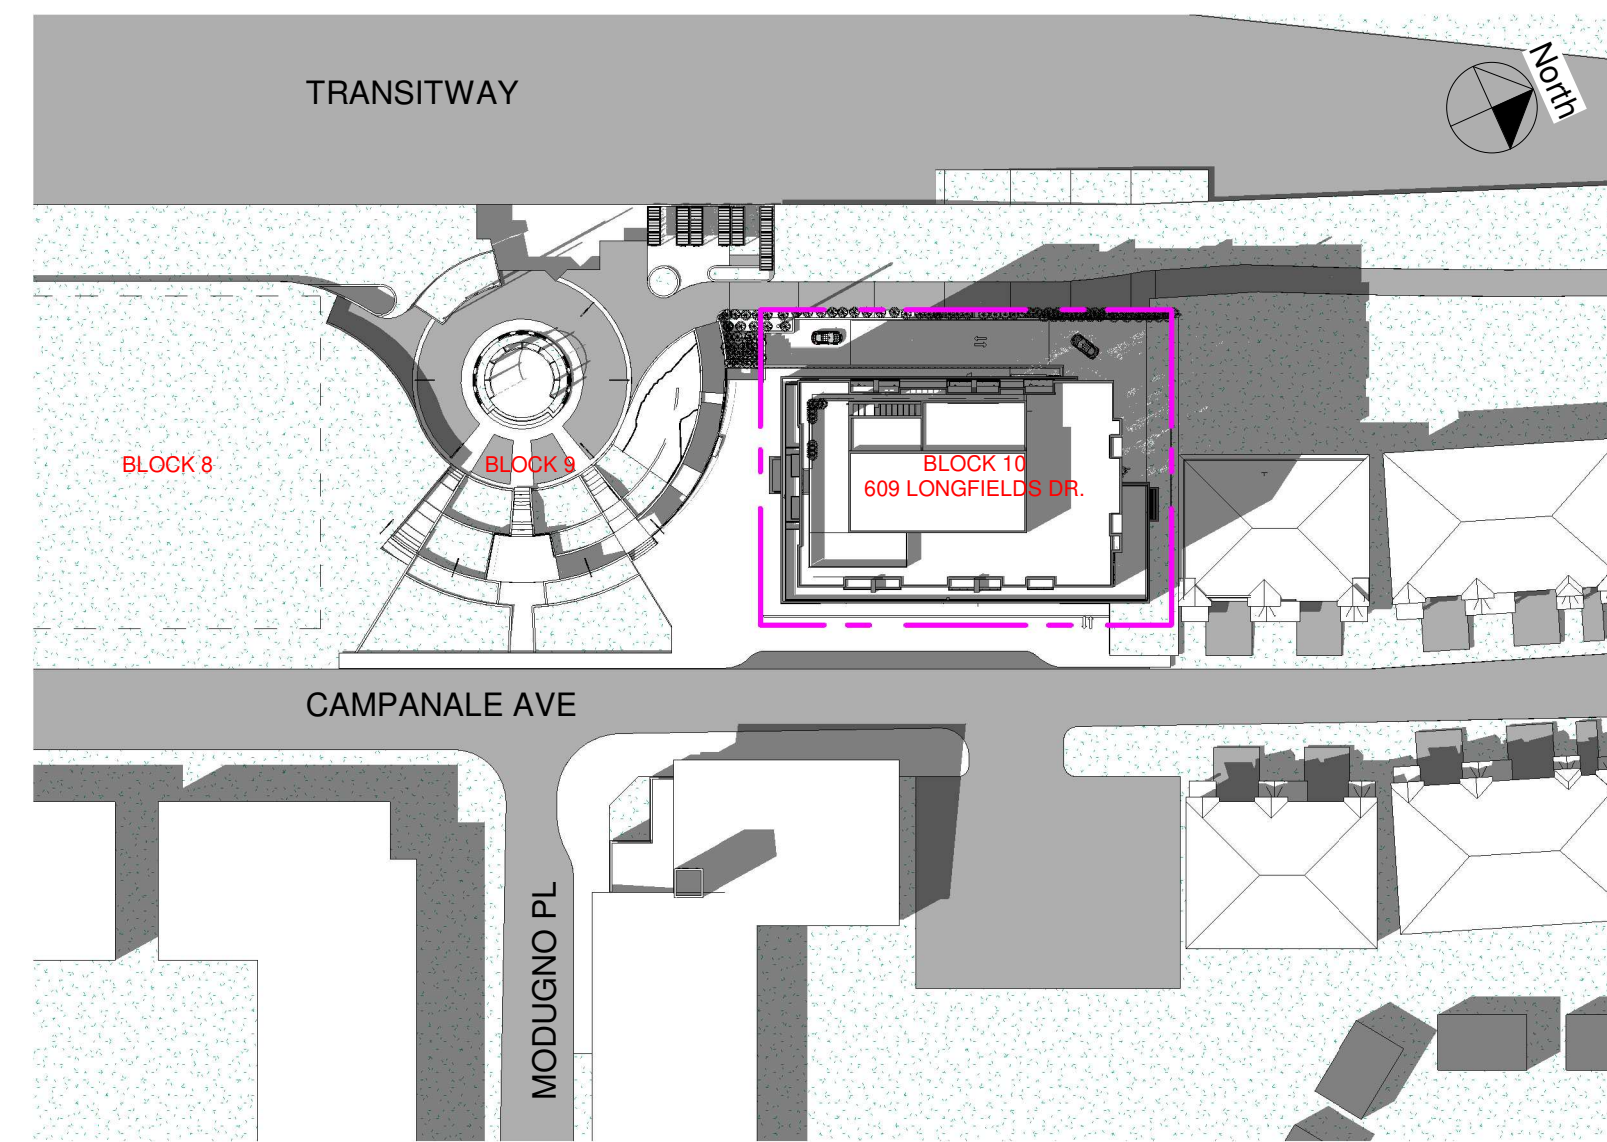 TRANSITWAY
North
BLOCK 8
BLOCK 9
BLOCK 10
609 LONGFIELDS DR.
CAMPANALE AVE
MODUGNO PL